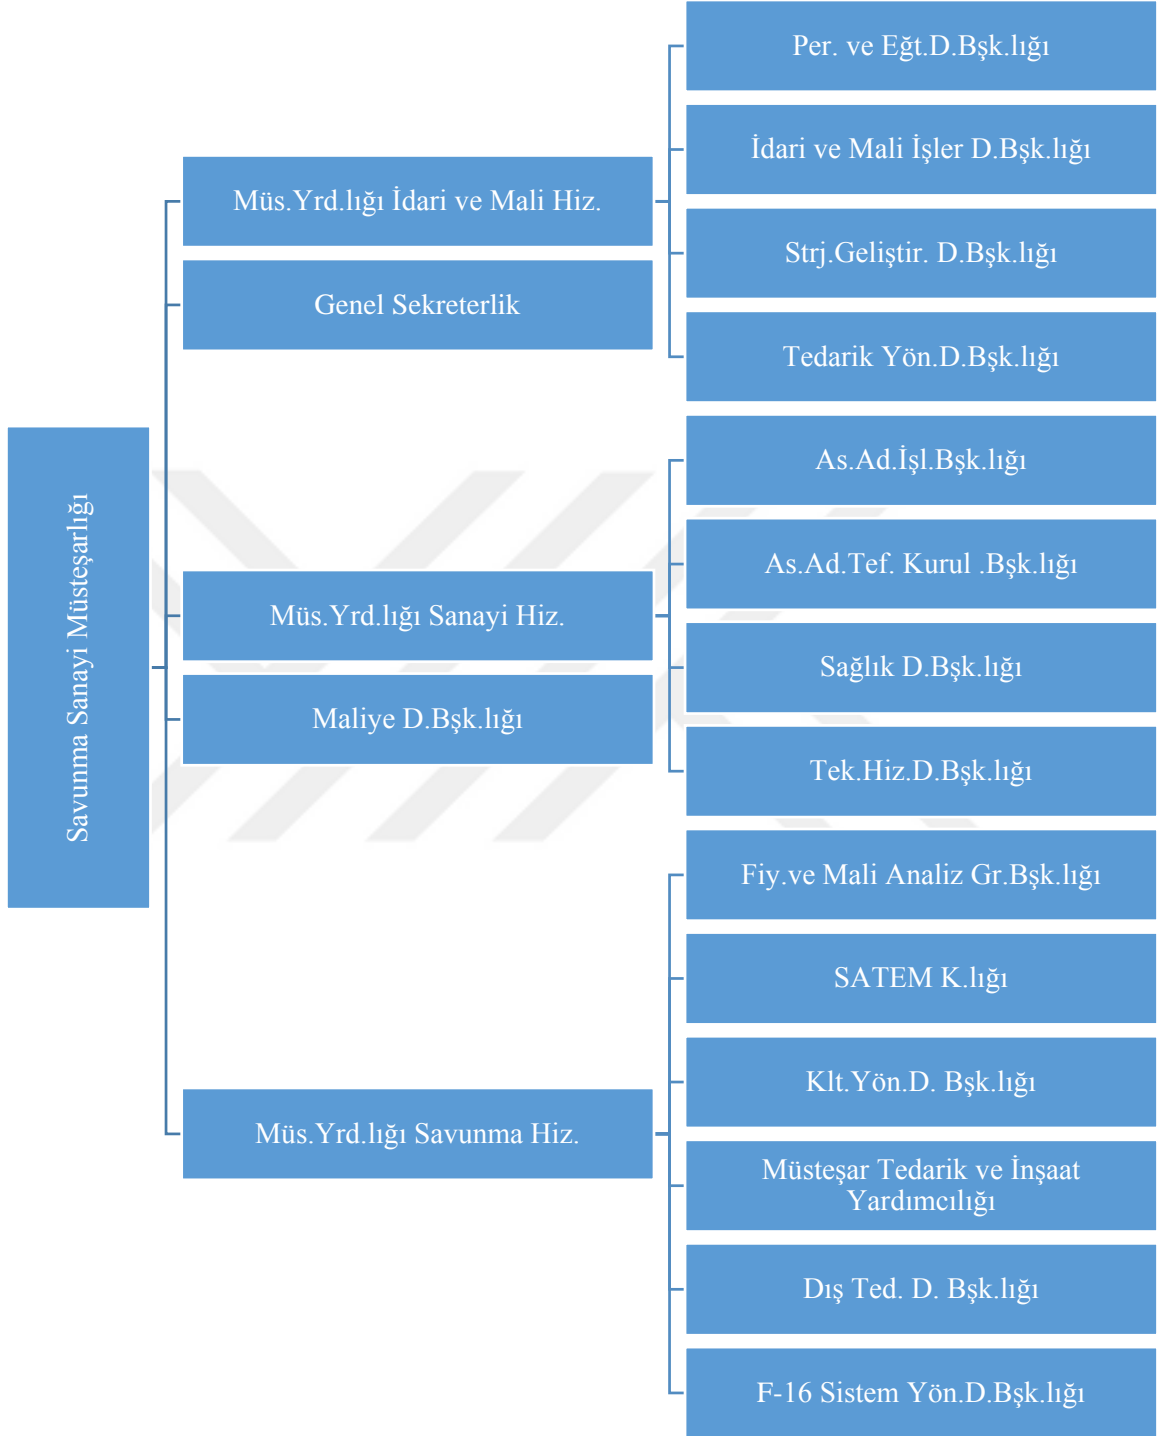 Savunma Sanayi Müsteşarlığı
Müs.Yrd.lığı İdari ve Mali Hiz.
Per. ve Eğt.D.Bşk.lığı
İdari ve Mali İşler D.Bşk.lığı
Strj.Geliştir. D.Bşk.lığı
Tedarik Yön.D.Bşk.lığı
Genel Sekreterlik
Müs.Yrd.lığı Sanayi Hiz.
As.Ad.İşl.Bşk.lığı
As.Ad.Tef. Kurul .Bşk.lığı
Sağlık D.Bşk.lığı
Tek.Hiz.D.Bşk.lığı
Maliye D.Bşk.lığı
Müs.Yrd.lığı Savunma Hiz.
Fiy.ve Mali Analiz Gr.Bşk.lığı
SATEM K.lığı
Klt.Yön.D. Bşk.lığı
Müsteşar Tedarik ve İnşaat
Yardımcılığı
Dış Ted. D. Bşk.lığı
F-16 Sistem Yön.D.Bşk.lığı